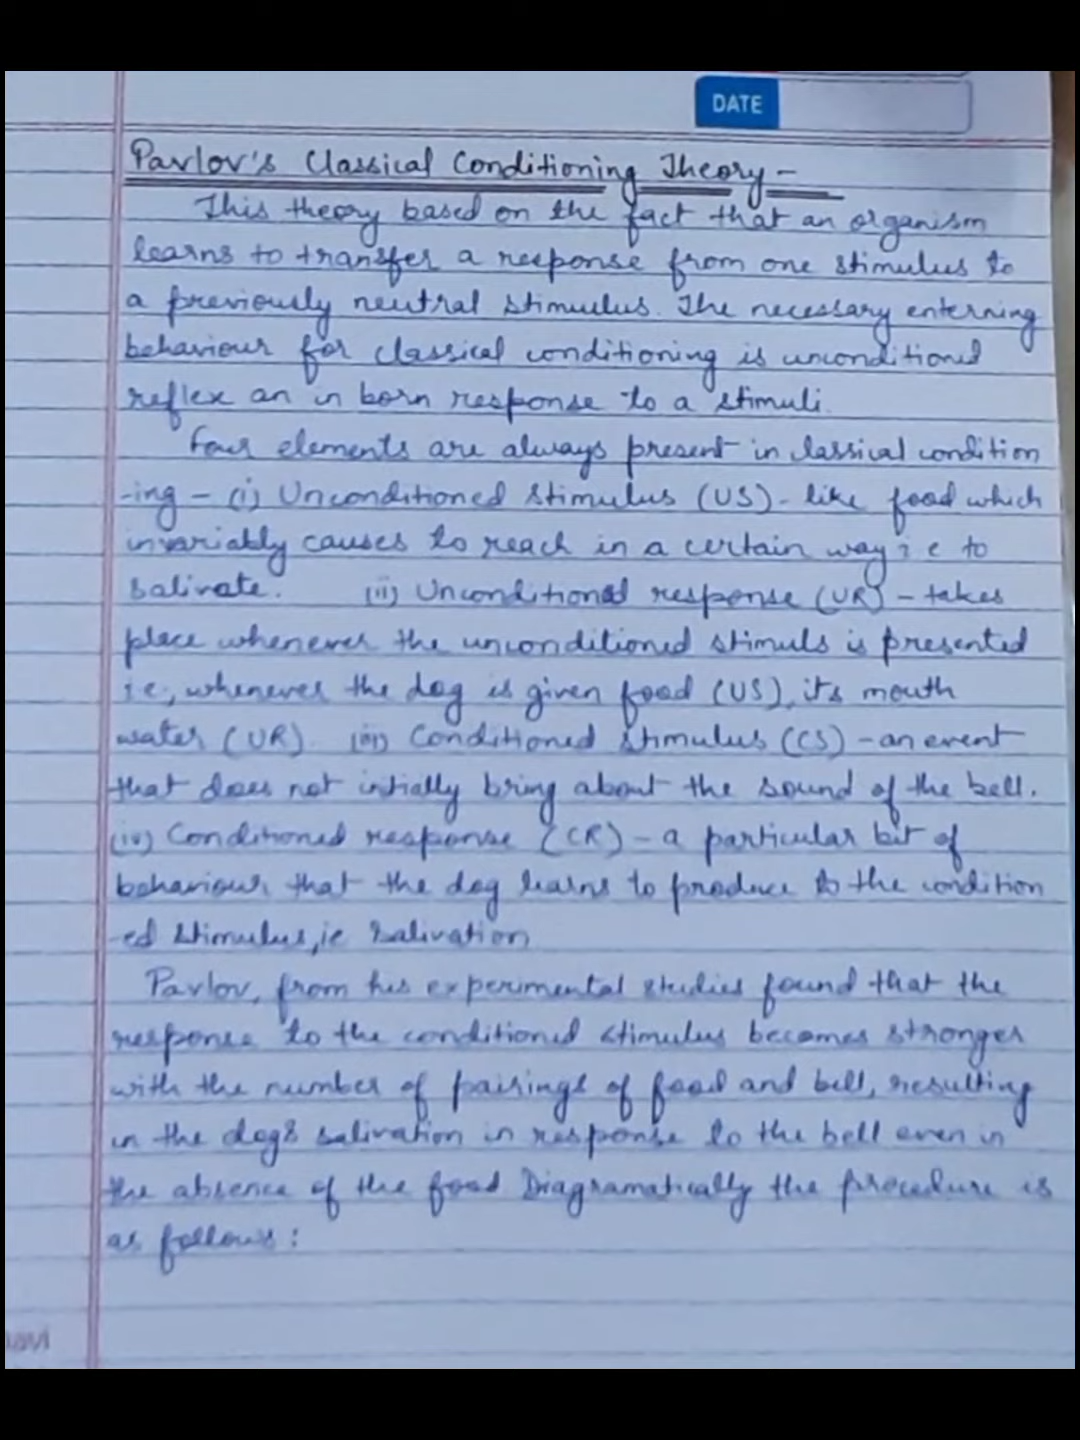 DATE
Pavlov's Classical Conditioning Theory -
This theory based on the fact that an organism
learns to transfer a response from one stimulus to
a previously neutral stimulus. The necessary enterning
behaviour for classical conditioning is unconditioned
reflex an in born response to a stimuli.
Four elements are always present in classical condition
-ing - (i) Unconditioned stimulus (US) - like food which
invariably causes to reach in a certain way i e to
salivate. (ii) Unconditioned response (UR) - takes
place whenever the unconditioned stimuls is presented
i.e., whenever the dog is given food (US), its mouth
water (UR). (iii) Conditioned stimulus (CS) - an event
that does not intially bring about the sound of the bell.
(iv) Conditioned response (CR) - a particular bit of
behaviour that the dog learns to produce to the condition
-ed stimulus, ie salivation
Pavlov, from his experimental studies found that the
response to the conditioned stimulus becomes stronger
with the number of pairings of food and bell, resulting
in the dogs salivation in response to the bell even in
the absence of the food Diagramatically the procedure is
as follows: